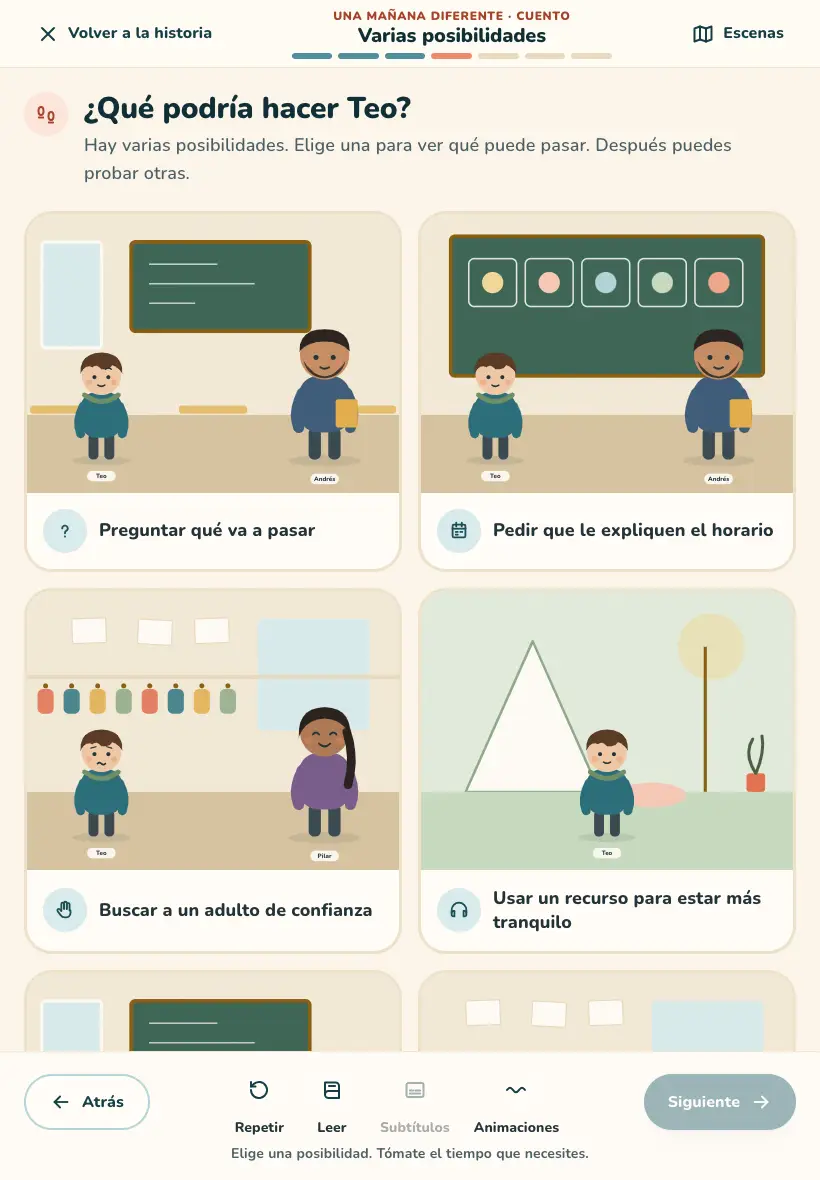 UNA MAÑANA DIFERENTE · CUENTO
Volver a la historia
Varias posibilidades
Escenas
¿Qué podría hacer Teo?
Hay varias posibilidades. Elige una para ver qué puede pasar. Después puedes
probar otras.
Teo
Andrés
Teo
Andrés
?
Preguntar qué va a pasar
Pedir que le expliquen el horario
Teo
Pilar
Teo
Buscar a un adulto de confianza
Usar un recurso para estar más
tranquilo
Atrás
Repetir
Leer
Subtítulos
Animaciones
Siguiente
Elige una posibilidad. Tómate el tiempo que necesites.